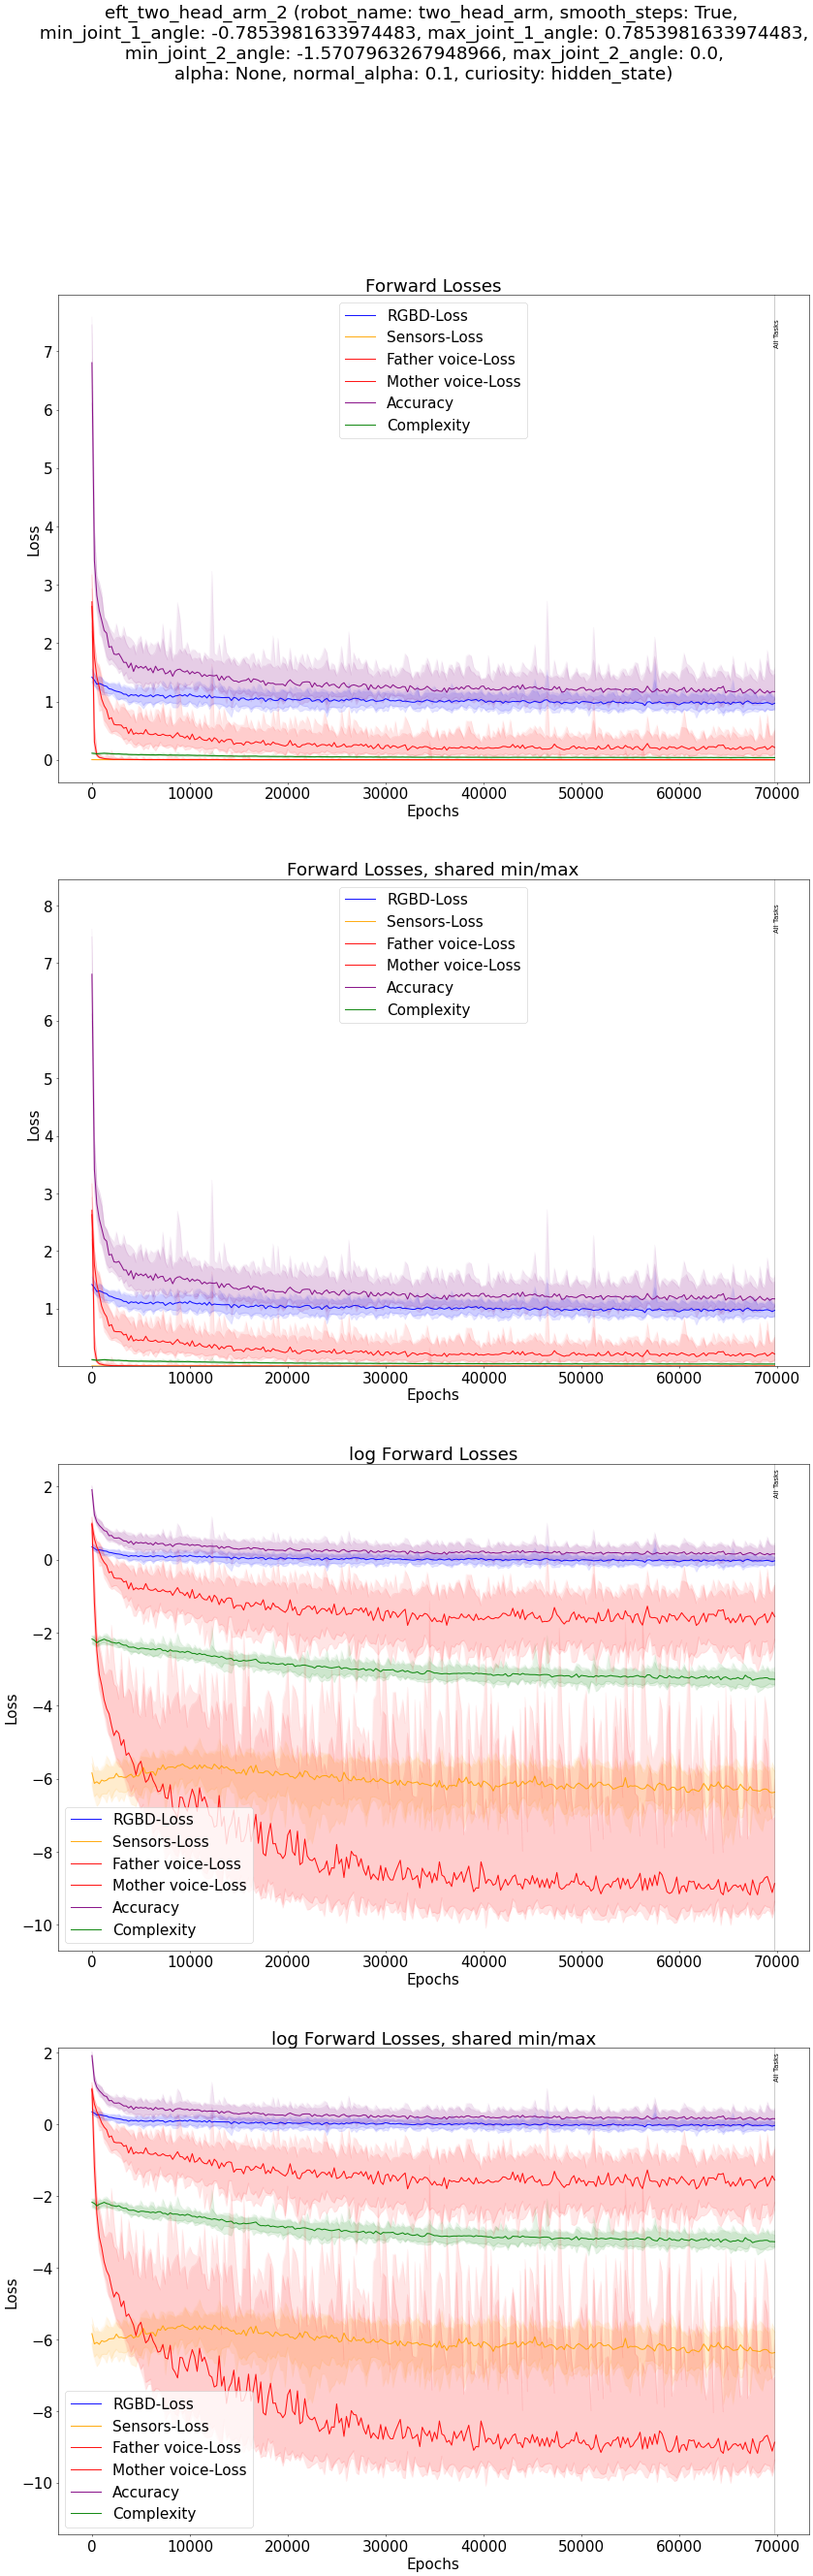 eft_two_head_arm_2 (robot_name: two_head_arm, smooth_steps: True,
min_joint_1_angle: -0.7853981633974483, max_joint_1_angle: 0.7853981633974483,
min_joint_2_angle: -1.5707963267948966, max_joint_2_angle: 0.0,
alpha: None, normal_alpha: 0.1, curiosity: hidden_state)
Forward Losses
RGBD-Loss
Sensors-Loss
Father voice-Loss
Mother voice-Loss
Accuracy
Complexity
All Tasks
7
6
5
4
3
2
1
0
Loss
0 10000 20000 30000 40000 50000 60000 70000
Epochs
Forward Losses, shared min/max
RGBD-Loss
Sensors-Loss
Father voice-Loss
Mother voice-Loss
Accuracy
Complexity
All Tasks
8
7
6
5
4
3
2
1
Loss
0 10000 20000 30000 40000 50000 60000 70000
Epochs
log Forward Losses
All Tasks
2
0
−2
−4
−6
−8
−10
Loss
RGBD-Loss
Sensors-Loss
Father voice-Loss
Mother voice-Loss
Accuracy
Complexity
0 10000 20000 30000 40000 50000 60000 70000
Epochs
log Forward Losses, shared min/max
All Tasks
2
0
−2
−4
−6
−8
−10
Loss
RGBD-Loss
Sensors-Loss
Father voice-Loss
Mother voice-Loss
Accuracy
Complexity
0 10000 20000 30000 40000 50000 60000 70000
Epochs